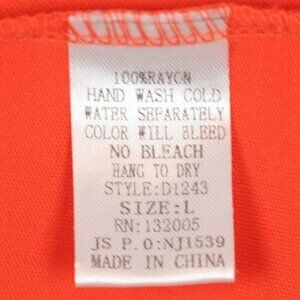 100%RAYON
HAND WASH COLD
WATER SEPARATELY
COLOR WILL BLEED
NO BLEACH
HANG TO DRY
STYLE:D1243
SIZE:L
RN:132005
JS P.O:NJ1539
MADE IN CHINA